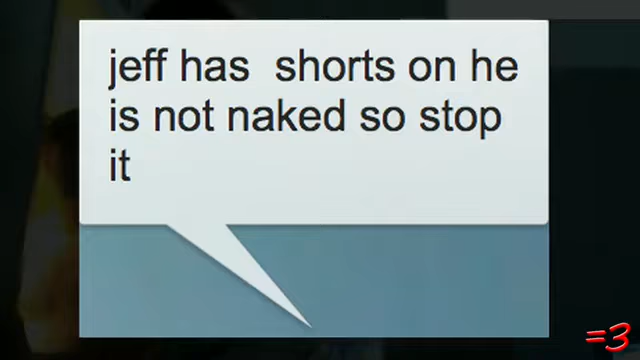 jeff has  shorts on he
is not naked so stop
it
=3